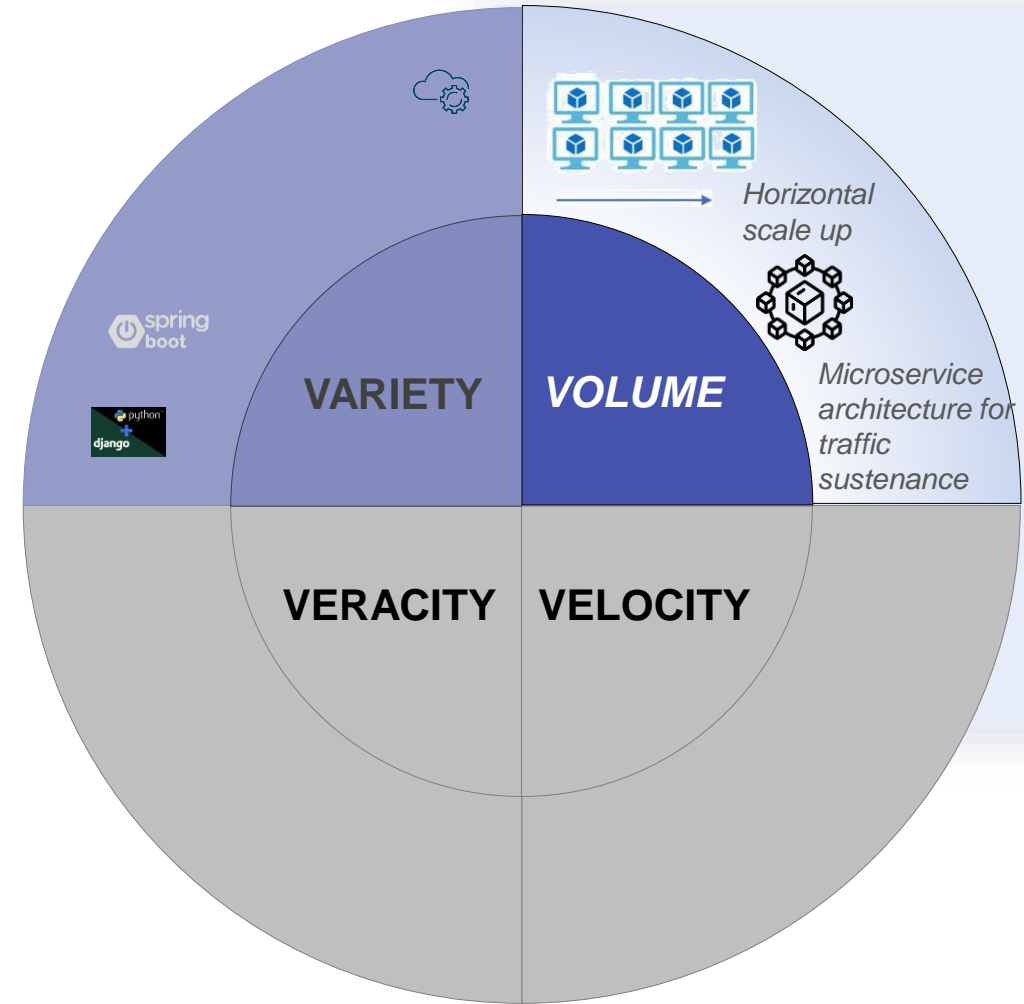 Horizontal
scale up
spring
boot
VARIETY
VOLUME
Microservice
architecture for
traffic
sustenance
python
+
django
VERACITY
VELOCITY